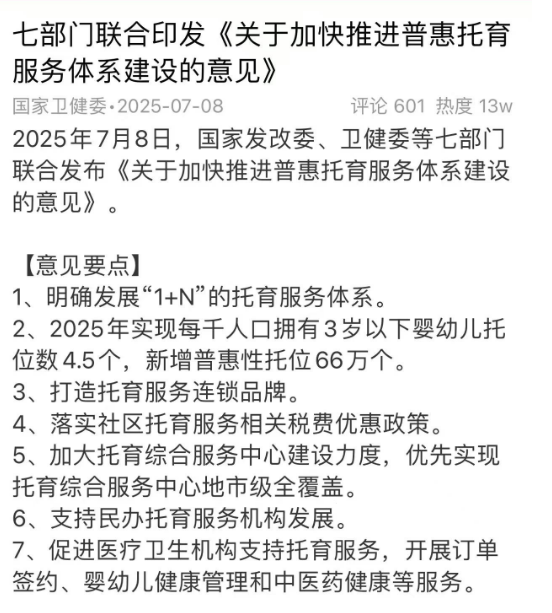 七部门联合印发《关于加快推进普惠托育
服务体系建设的意见》
国家卫健委•2025-07-08 评论 601 热度 13w
2025年7月8日，国家发改委、卫健委等七部门
联合发布《关于加快推进普惠托育服务体系建设
的意见》。
【意见要点】
1、明确发展“1+N”的托育服务体系。
2、2025年实现每千人口拥有3岁以下婴幼儿托
位数4.5个，新增普惠性托位66万个。
3、打造托育服务连锁品牌。
4、落实社区托育服务相关税费优惠政策。
5、加大托育综合服务中心建设力度，优先实现
托育综合服务中心地市级全覆盖。
6、支持民办托育服务机构发展。
7、促进医疗卫生机构支持托育服务，开展订单
签约、婴幼儿健康管理和中医药健康等服务。